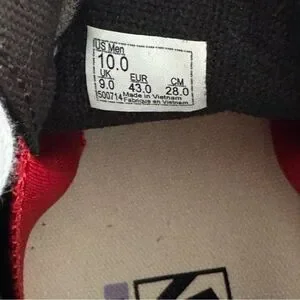 US Men
10.0
UK EUR CM
9.0 43.0 28.0
500714 Made in Vietnam
Fabriqué en Vietnam